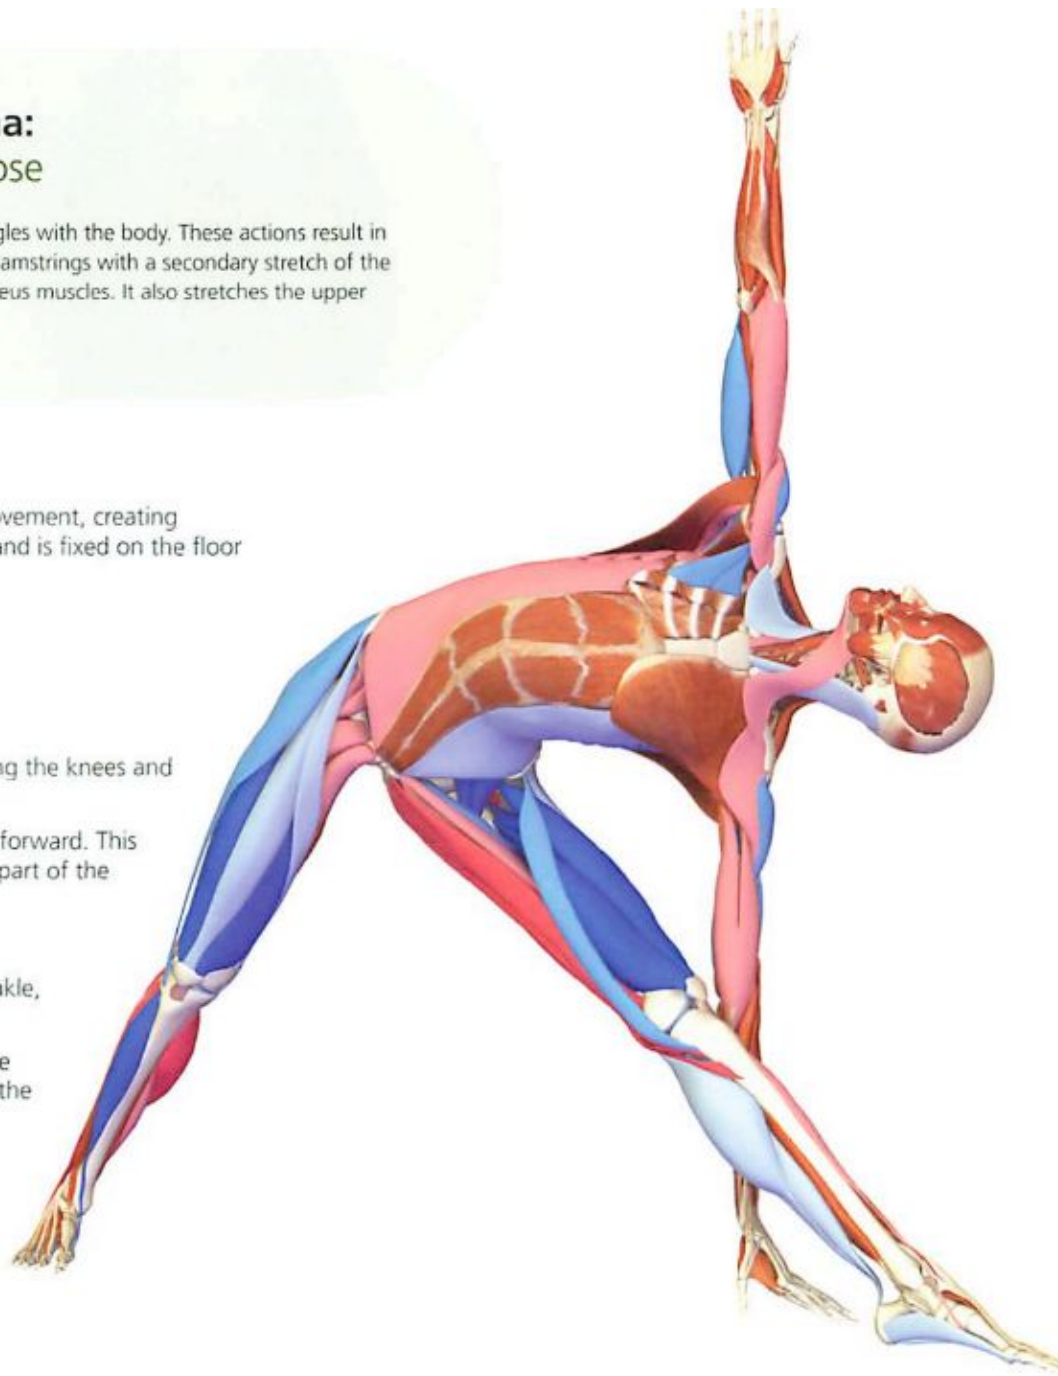 a:
ose
gles with the body. These actions result in
amstrings with a secondary stretch of the
eus muscles. It also stretches the upper
vement, creating
and is fixed on the floor
ng the knees and
forward. This
part of the
kle,
e
the